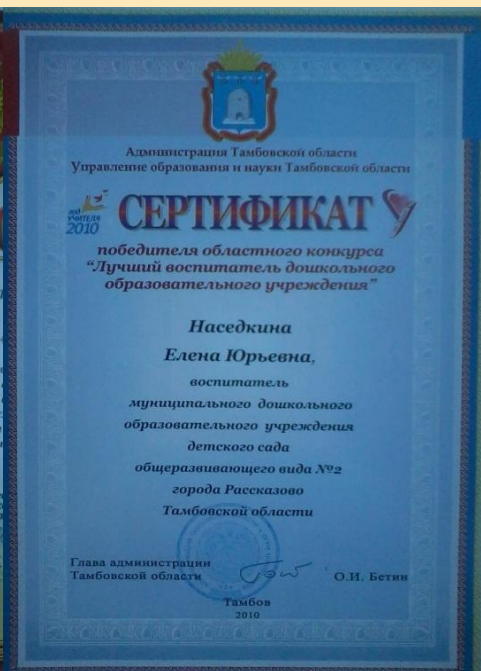 Администрация Тамбовской области
Управление образования и науки Тамбовской области
год
УЧИТЕЛЯ
2010
СЕРТИФИКАТ
победителя областного конкурса
“Лучший воспитатель дошкольного
образовательного учреждения”
Наседкина
Елена Юрьевна,
воспитатель
муниципального дошкольного
образовательного учреждения
детского сада
общеразвивающего вида №2
города Рассказово
Тамбовской области
Глава администрации
Тамбовской области
О.И. Бетин
Тамбов
2010